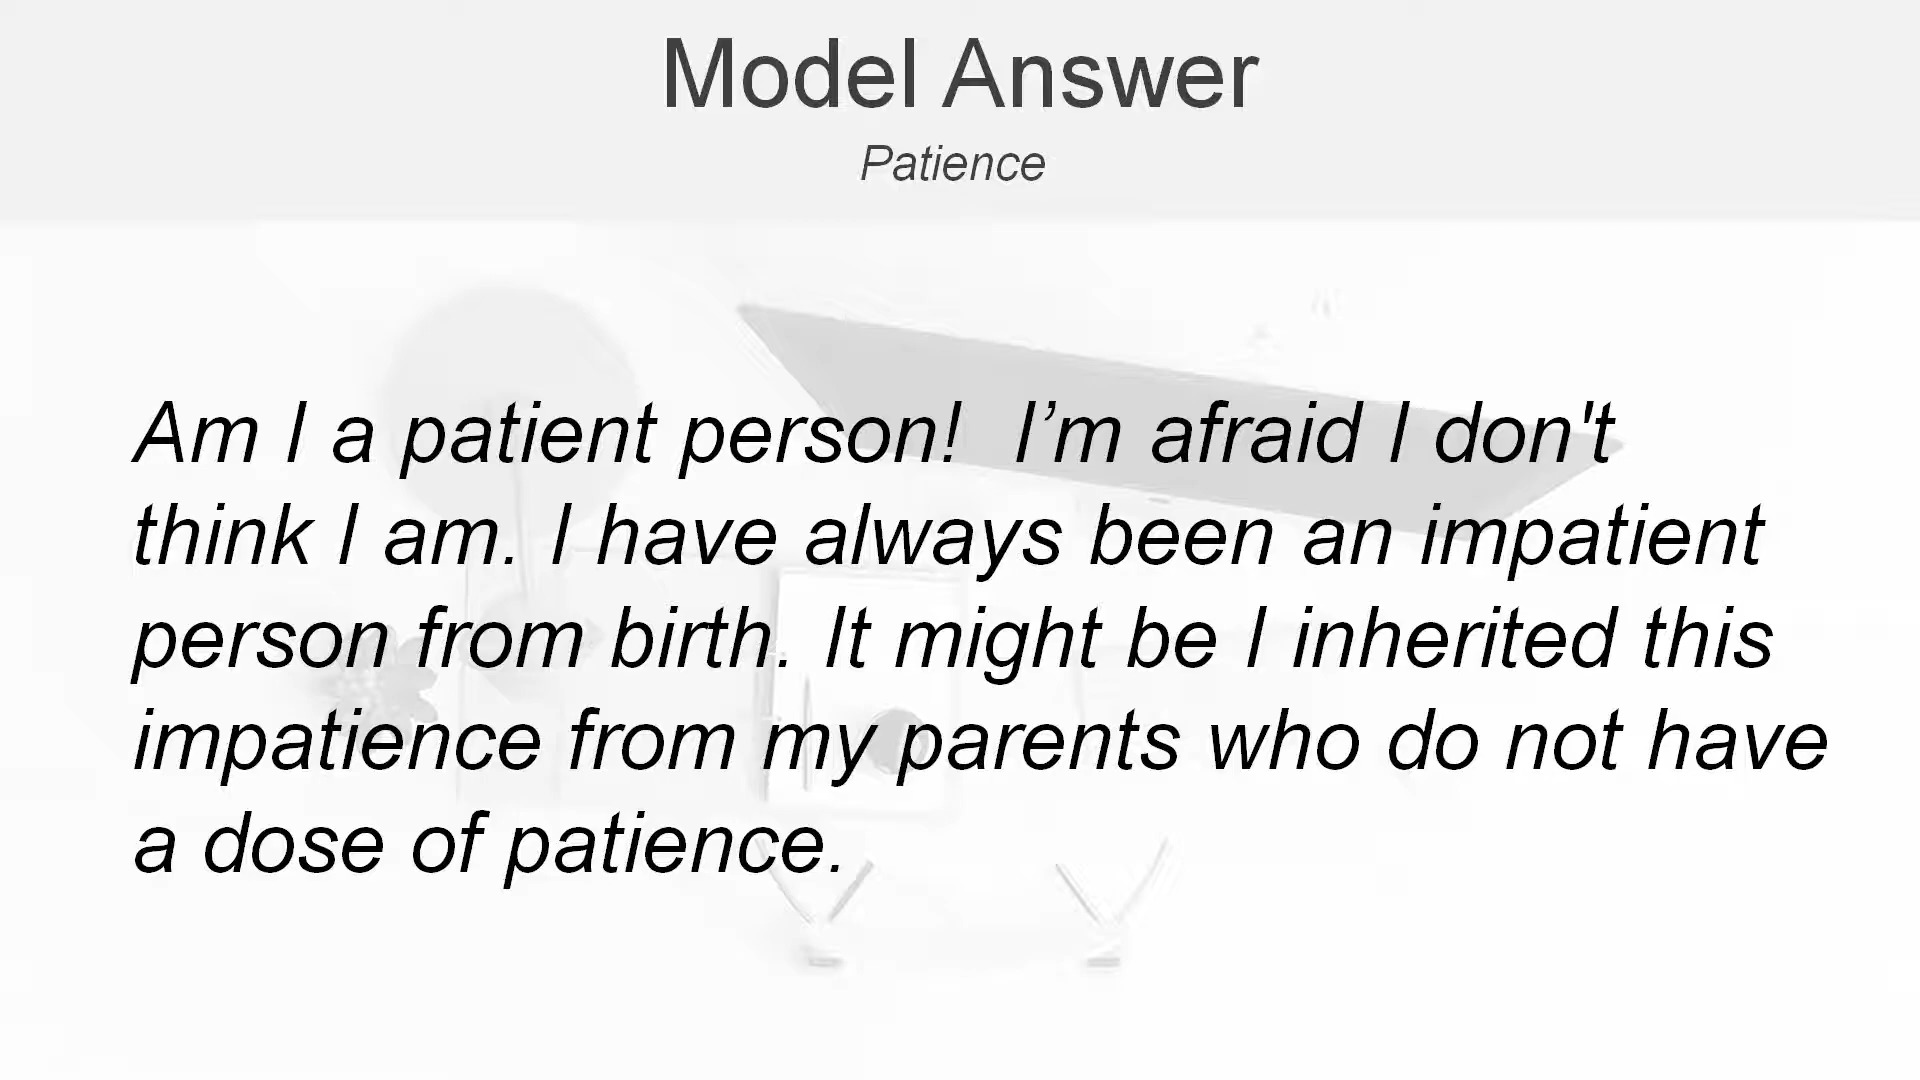 Model Answer
Patience
Am I a patient person!  I’m afraid I don't
think I am. I have always been an impatient
person from birth. It might be I inherited this
impatience from my parents who do not have
a dose of patience.